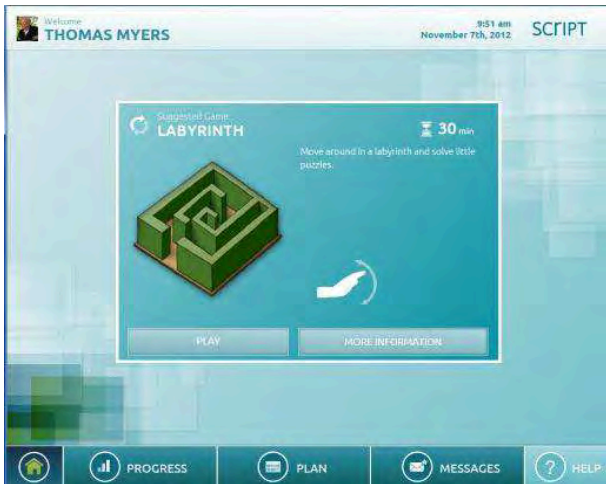 Welcome
THOMAS MYERS
9:51 am
November 7th, 2012
SCRIPT
Suggested Game
LABYRINTH
30 min
Move around in a labyrinth and solve little
puzzles.
PLAY
MORE INFORMATION
PROGRESS
PLAN
MESSAGES
? HELP